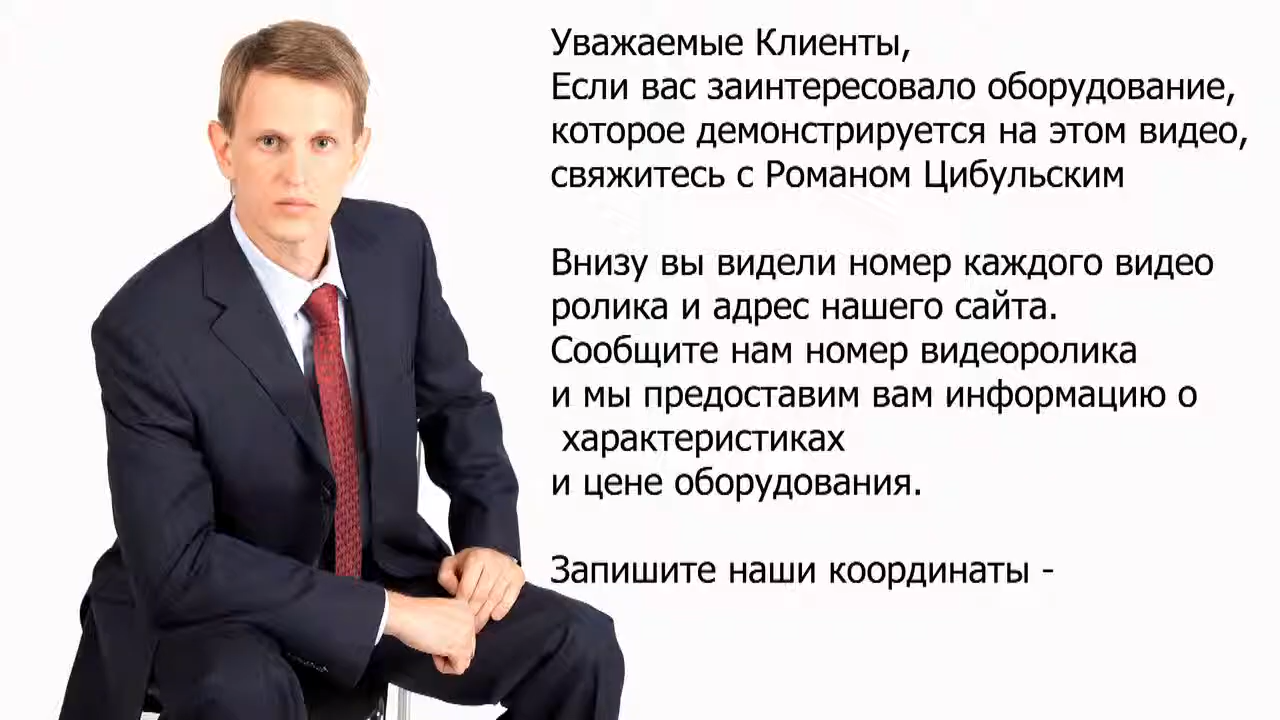 Уважаемые Клиенты,
Если вас заинтересовало оборудование,
которое демонстрируется на этом видео,
свяжитесь с Романом Цибульским
Внизу вы видели номер каждого видео
ролика и адрес нашего сайта.
Сообщите нам номер видеоролика
и мы предоставим вам информацию о
характеристиках
и цене оборудования.
Запишите наши координаты -